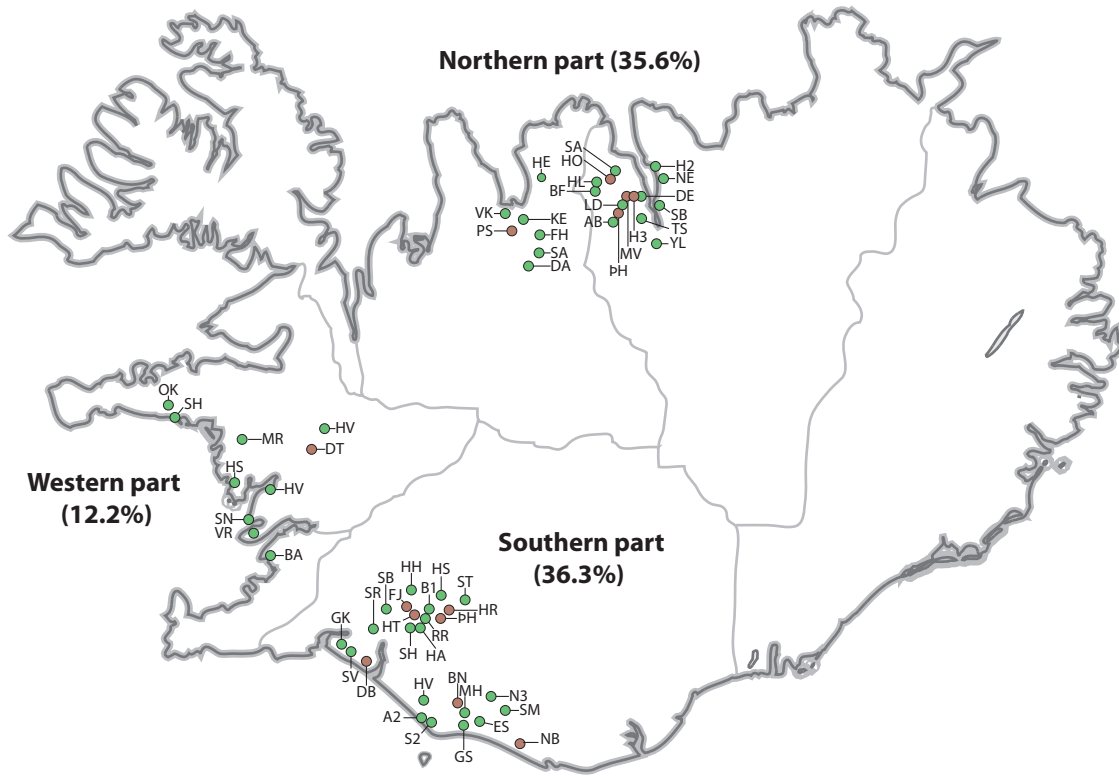 Northern part (35.6%)
SA
HO
HE
HL
BF
H2
NE
DE
LD
SB
VK
KE
AB
TS
PS
FH
H3
YL
MV
SA
ÞH
DA
OK
SH
HV
MR
DT
HS
Western part
(12.2%)
HV
SN
VR
BA
Southern part
(36.3%)
HH
HS
SB
ST
FJ
B1
SR
HR
ÞH
GK
HT
RR
SH
HA
SV
DB
BN
HV
MH
N3
SM
A2
ES
S2
NB
GS